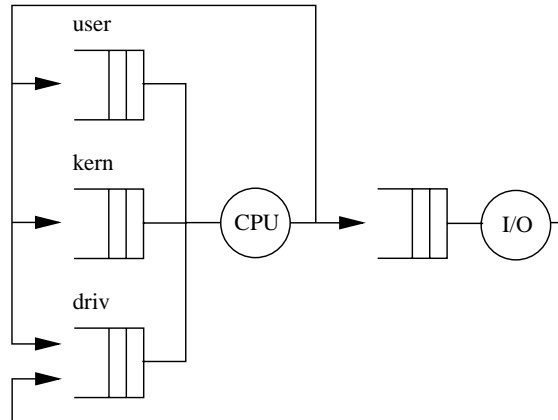 user
kern
CPU
I/O
driv